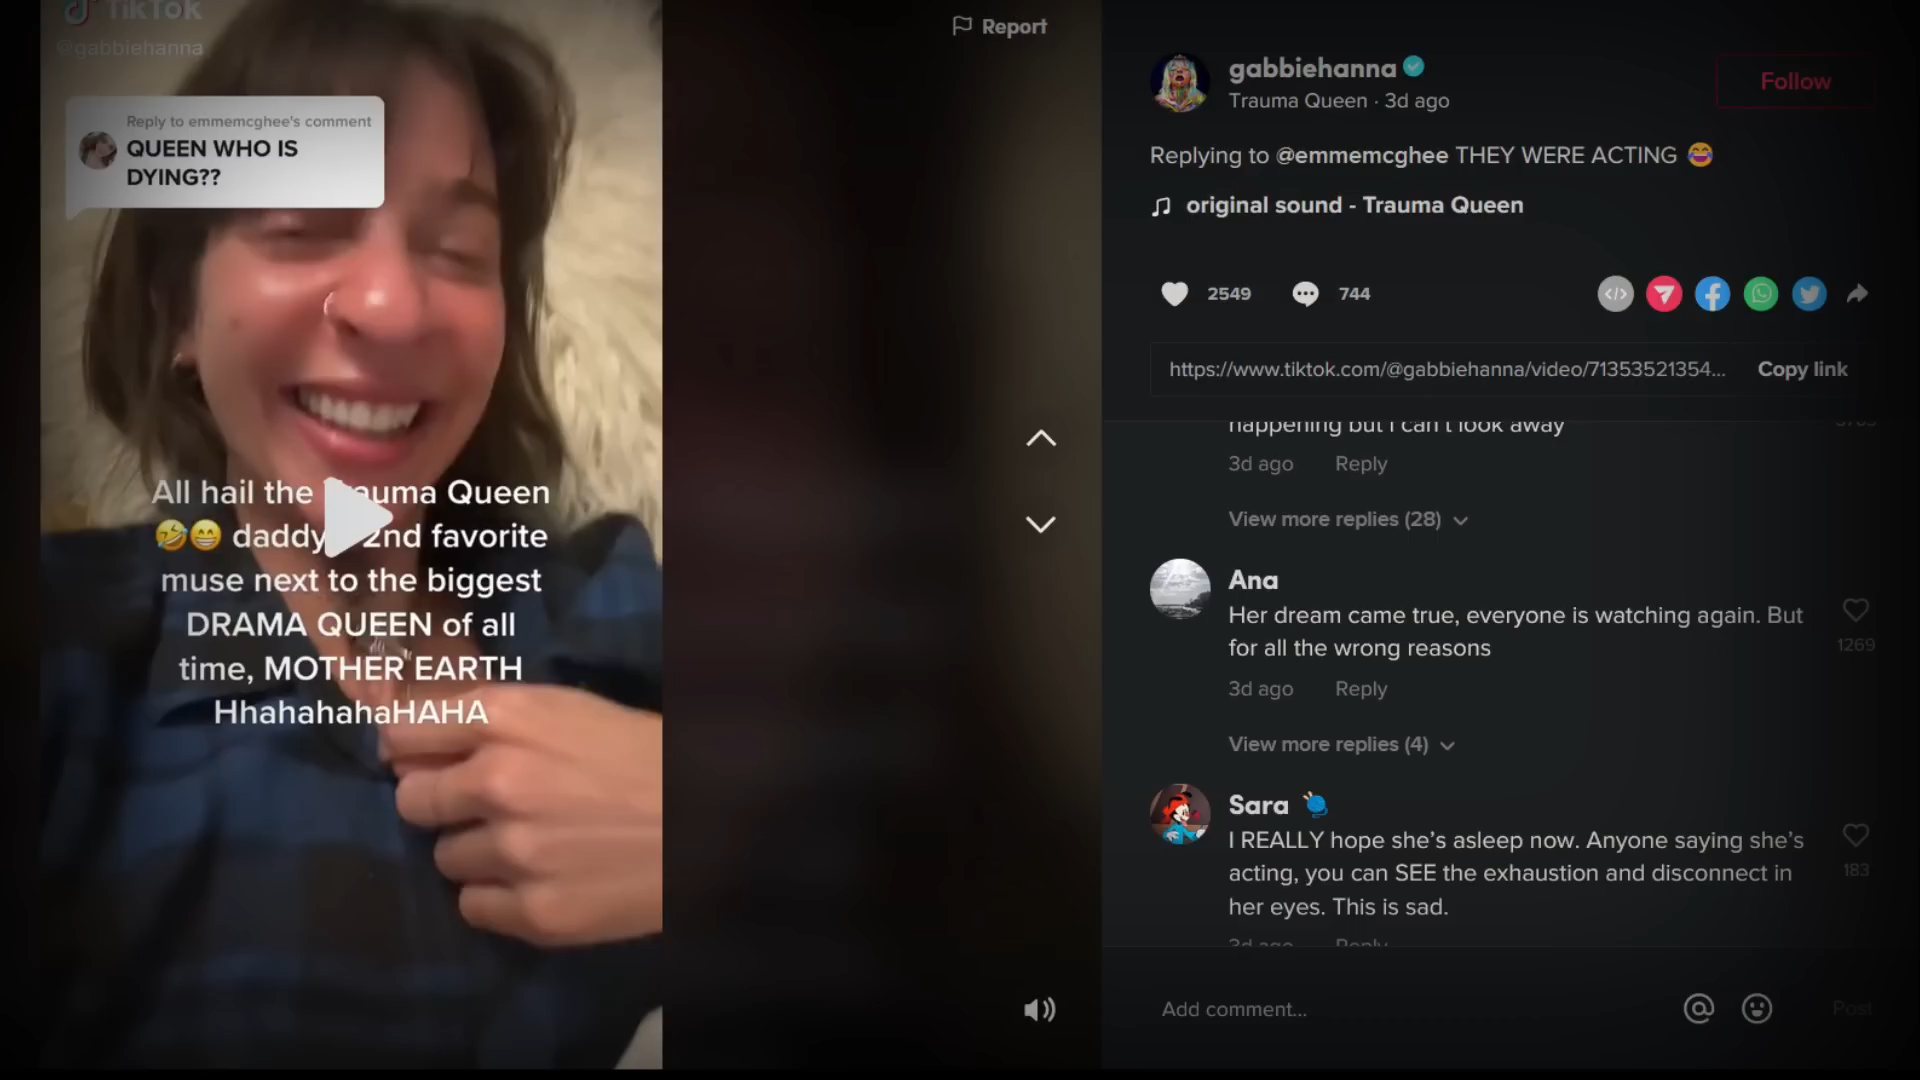 TikTok
@gabbiehanna
Reply to emmemcghee's comment
QUEEN WHO IS
DYING??
All hail the Trauma Queen
🤣😁 daddy 2nd favorite
muse next to the biggest
DRAMA QUEEN of all
time, MOTHER EARTH
HhahahahaHAHA
Report
gabbiehanna
Trauma Queen · 3d ago
Follow
Replying to @emmemcghee THEY WERE ACTING 😂
original sound - Trauma Queen
2549
744
https://www.tiktok.com/@gabbiehanna/video/71353521354...
Copy link
happening but I can't look away
3d ago Reply
View more replies (28)
Ana
Her dream came true, everyone is watching again. But
for all the wrong reasons
1269
3d ago Reply
View more replies (4)
Sara
I REALLY hope she's asleep now. Anyone saying she's
acting, you can SEE the exhaustion and disconnect in
her eyes. This is sad.
183
3d ago Reply
Add comment...
Post